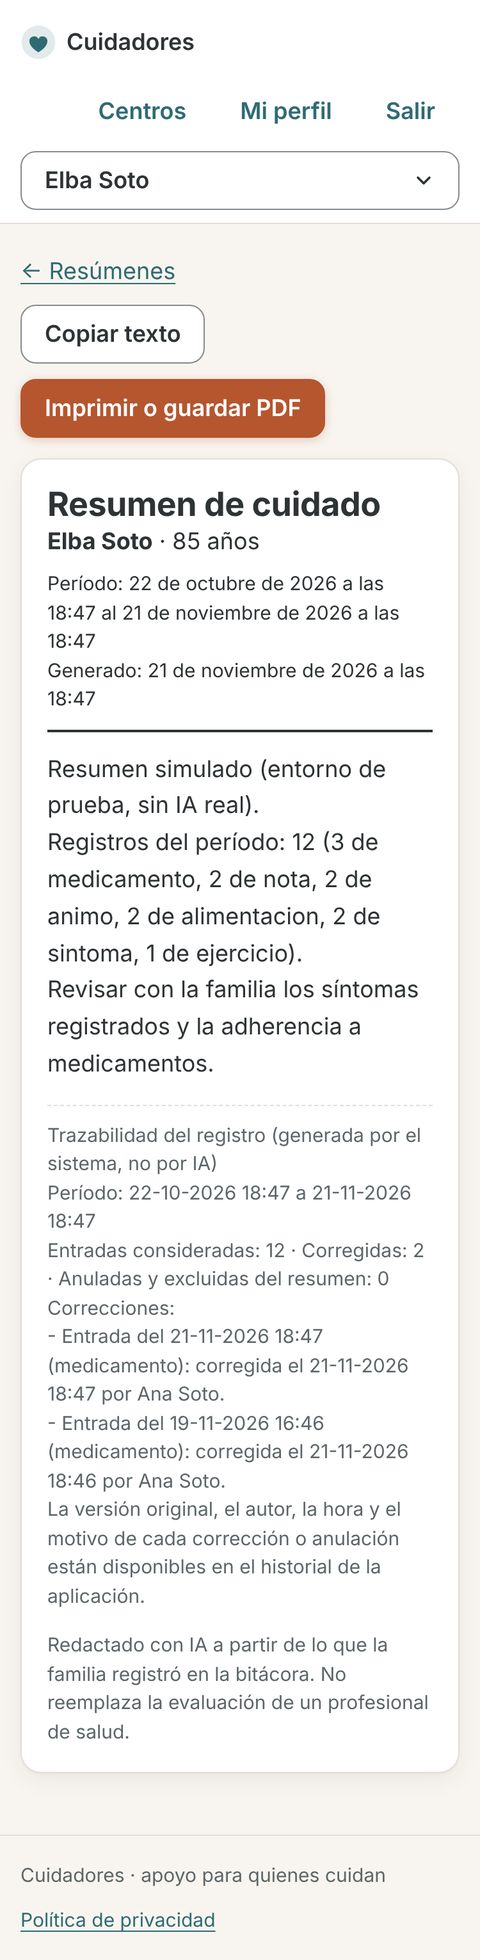 Cuidadores
Centros Mi perfil Salir
Elba Soto
← Resúmenes
Copiar texto
Imprimir o guardar PDF
Resumen de cuidado
Elba Soto · 85 años
Período: 22 de octubre de 2026 a las
18:47 al 21 de noviembre de 2026 a las
18:47
Generado: 21 de noviembre de 2026 a las
18:47
Resumen simulado (entorno de
prueba, sin IA real).
Registros del período: 12 (3 de
medicamento, 2 de nota, 2 de
animo, 2 de alimentacion, 2 de
sintoma, 1 de ejercicio).
Revisar con la familia los síntomas
registrados y la adherencia a
medicamentos.
Trazabilidad del registro (generada por el
sistema, no por IA)
Período: 22-10-2026 18:47 a 21-11-2026
18:47
Entradas consideradas: 12 · Corregidas: 2
· Anuladas y excluidas del resumen: 0
Correcciones:
- Entrada del 21-11-2026 18:47
(medicamento): corregida el 21-11-2026
18:47 por Ana Soto.
- Entrada del 19-11-2026 16:46
(medicamento): corregida el 21-11-2026
18:46 por Ana Soto.
La versión original, el autor, la hora y el
motivo de cada corrección o anulación
están disponibles en el historial de la
aplicación.
Redactado con IA a partir de lo que la
familia registró en la bitácora. No
reemplaza la evaluación de un profesional
de salud.
Cuidadores · apoyo para quienes cuidan
Política de privacidad